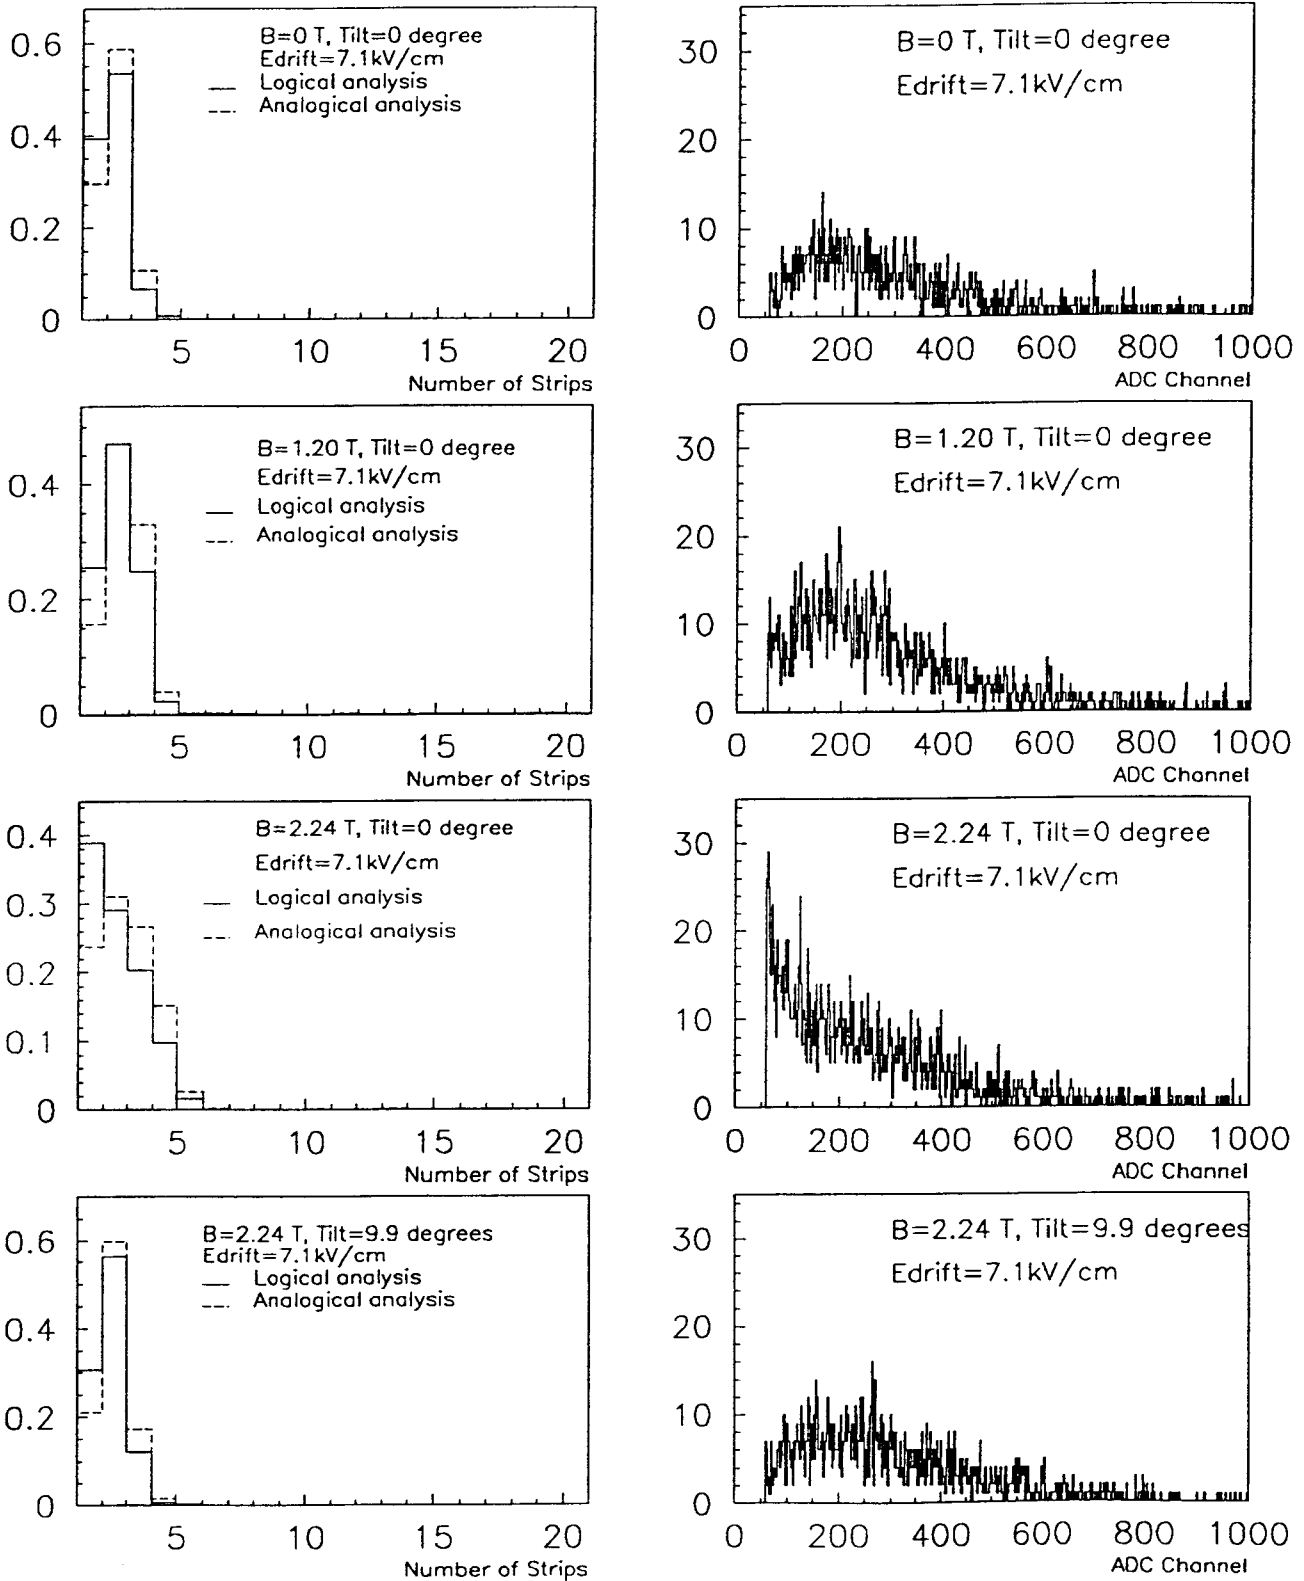 0.6
0.4
0.2
0
B=0 T, Tilt=0 degree
Edrift=7.1kV/cm
Logical analysis
Analogical analysis
5 10 15 20
Number of Strips
30
20
10
0
B=0 T, Tilt=0 degree
Edrift=7.1kV/cm
0 200 400 600 800 1000
ADC Channel
0.4
0.2
0
B=1.20 T, Tilt=0 degree
Edrift=7.1kV/cm
Logical analysis
Analogical analysis
5 10 15 20
Number of Strips
30
20
10
0
B=1.20 T, Tilt=0 degree
Edrift=7.1kV/cm
0 200 400 600 800 1000
ADC Channel
0.4
0.3
0.2
0.1
0
B=2.24 T, Tilt=0 degree
Edrift=7.1kV/cm
Logical analysis
Analogical analysis
5 10 15 20
Number of Strips
30
20
10
0
B=2.24 T, Tilt=0 degree
Edrift=7.1kV/cm
0 200 400 600 800 1000
ADC Channel
0.6
0.4
0.2
0
B=2.24 T, Tilt=9.9 degrees
Edrift=7.1kV/cm
Logical analysis
Analogical analysis
5 10 15 20
Number of Strips
30
20
10
0
B=2.24 T, Tilt=9.9 degrees
Edrift=7.1kV/cm
0 200 400 600 800 1000
ADC Channel